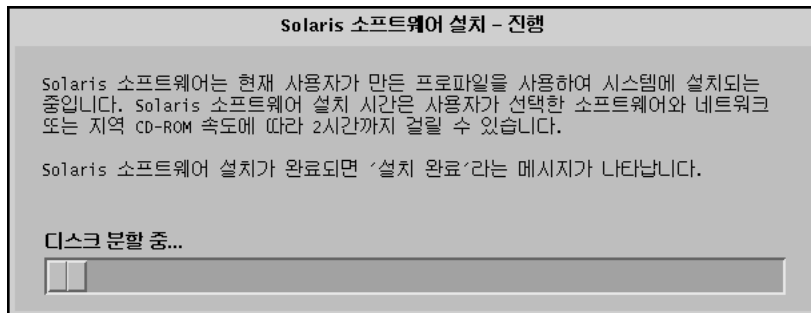 Solaris 소프트웨어 설치 – 진행
Solaris 소프트웨어는 현재 사용자가 만든 프로파일을 사용하여 시스템에 설치되는
중입니다. Solaris 소프트웨어 설치 시간은 사용자가 선택한 소프트웨어와 네트워크
또는 지역 CD-ROM 속도에 따라 2시간까지 걸릴 수 있습니다.
Solaris 소프트웨어 설치가 완료되면 ′설치 완료′라는 메시지가 나타납니다.
디스크 분할 중...